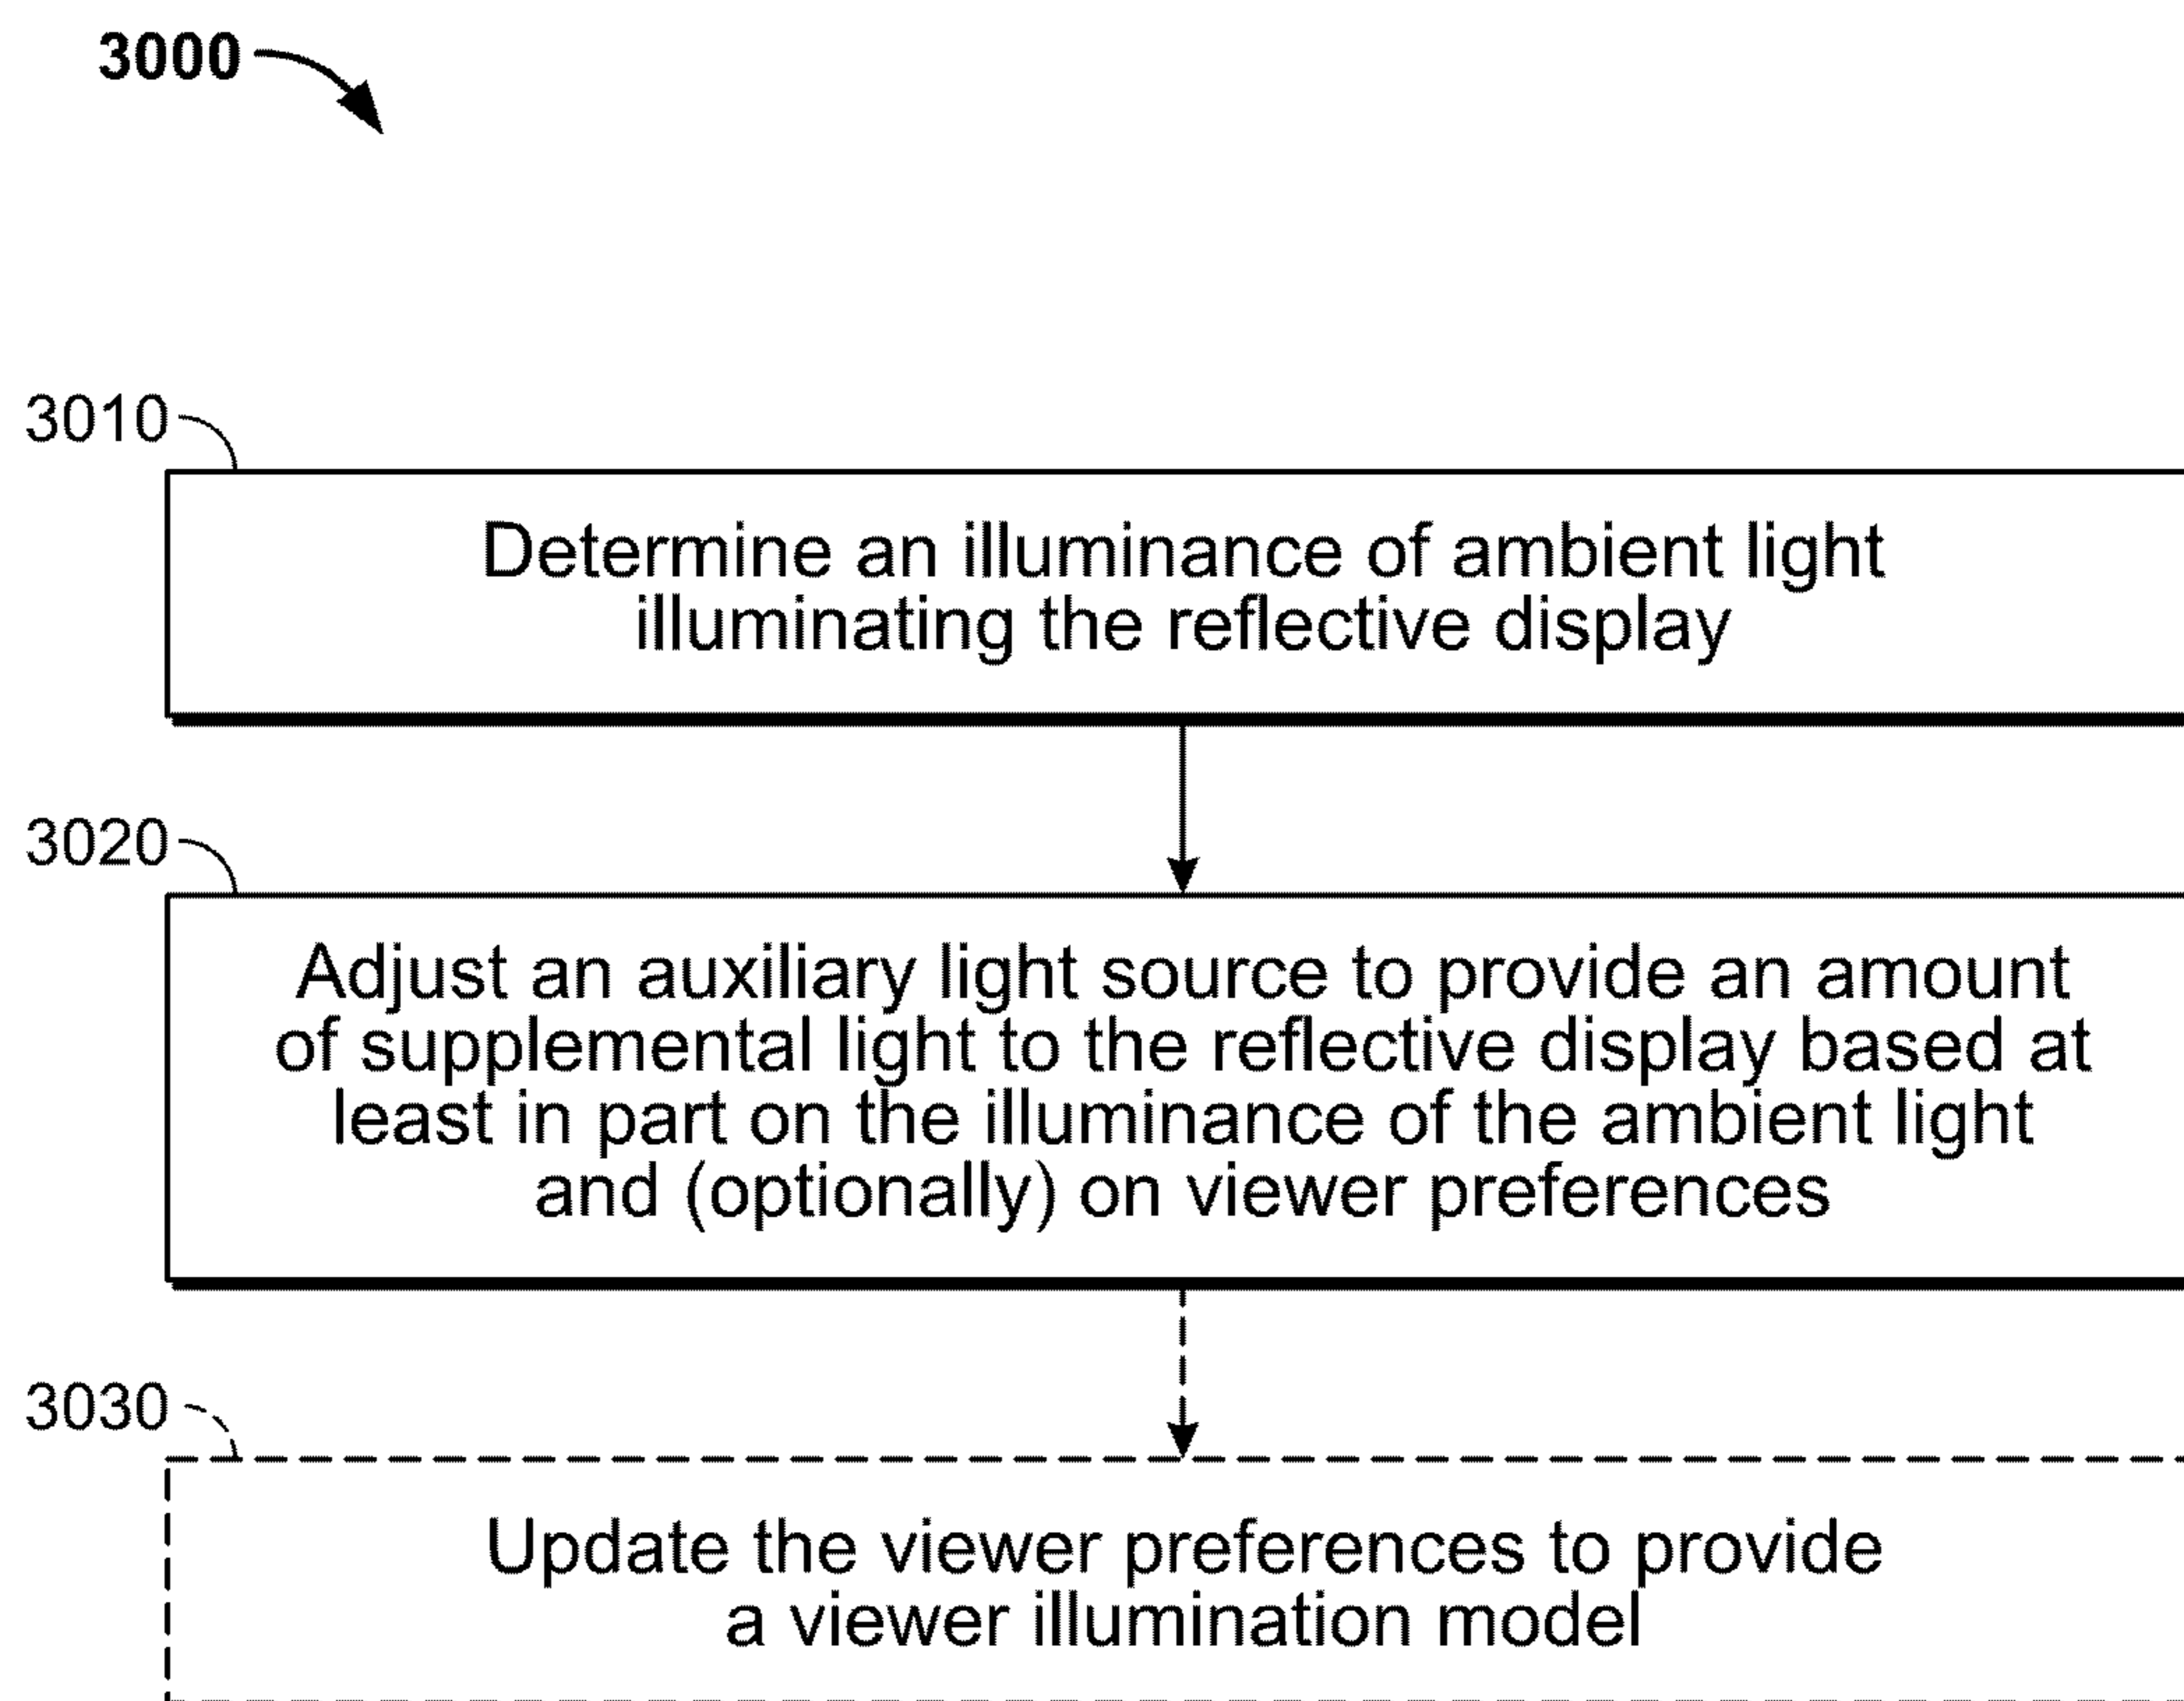 3000
3010
Determine an illuminance of ambient light
illuminating the reflective display
3020
Adjust an auxiliary light source to provide an amount
of supplemental light to the reflective display based at
least in part on the illuminance of the ambient light
and (optionally) on viewer preferences
3030
Update the viewer preferences to provide
a viewer illumination model